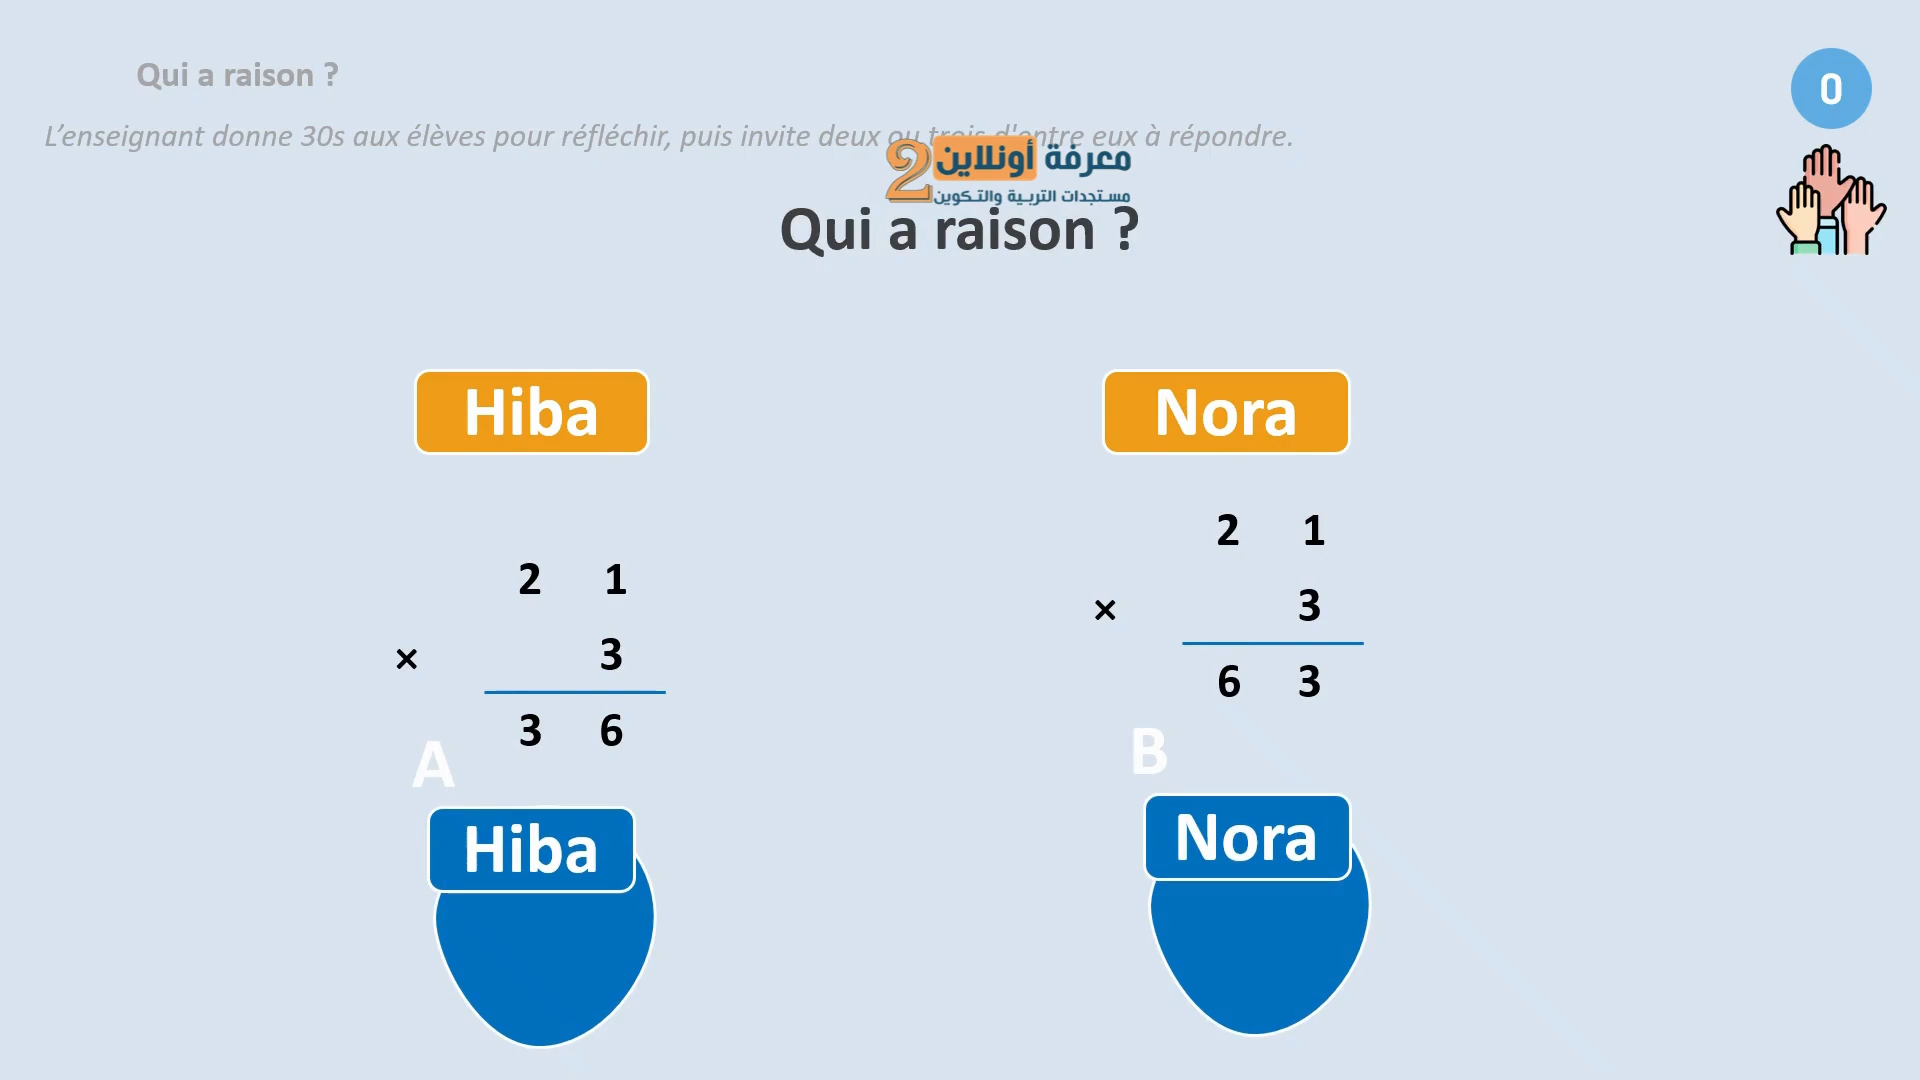 Qui a raison ?
0
L’enseignant donne 30s aux élèves pour réfléchir, puis invite deux ou trois d'entre eux à répondre.
معرفة أونلاين 2
مستجدات التربية والتكوين
Qui a raison ?
Hiba
Nora
2 1
× 3
3 6
2 1
× 3
6 3
A
B
Hiba
Nora